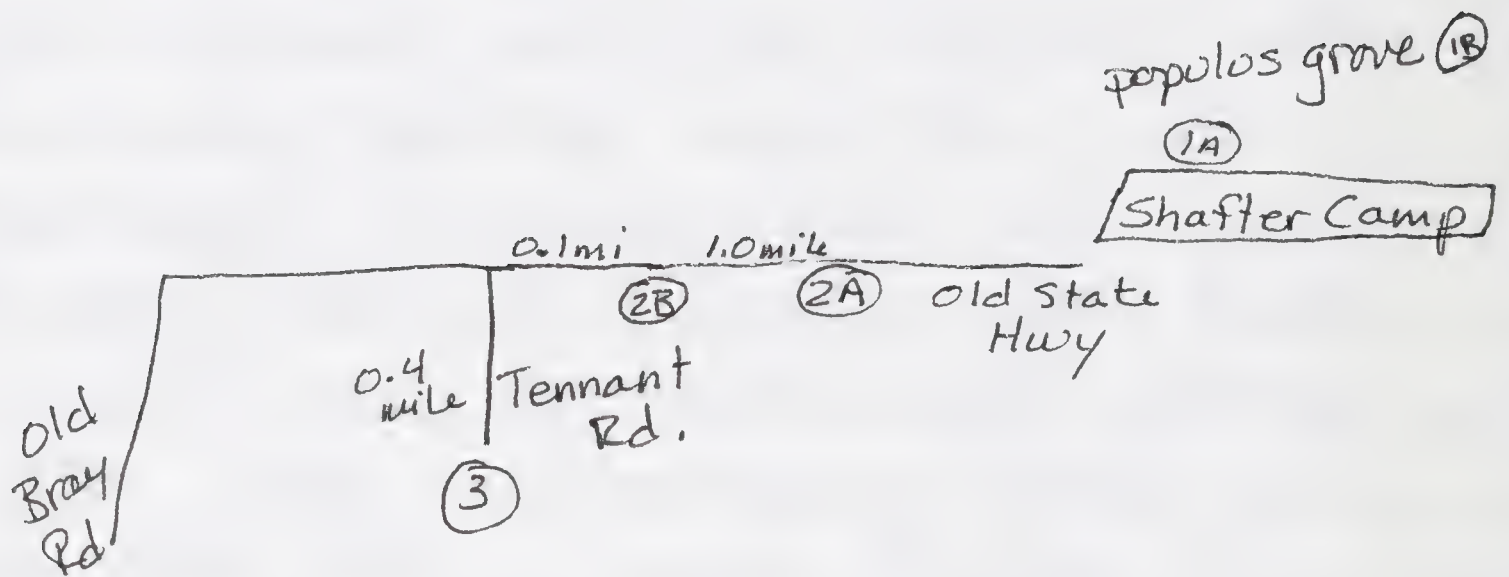 populus grove 1B
1A
Shafter Camp
0.1mi 1.0mile
2B 2A Old State
Hwy
0.4
mile Tennant
Rd.
3
Old
Bray
Rd